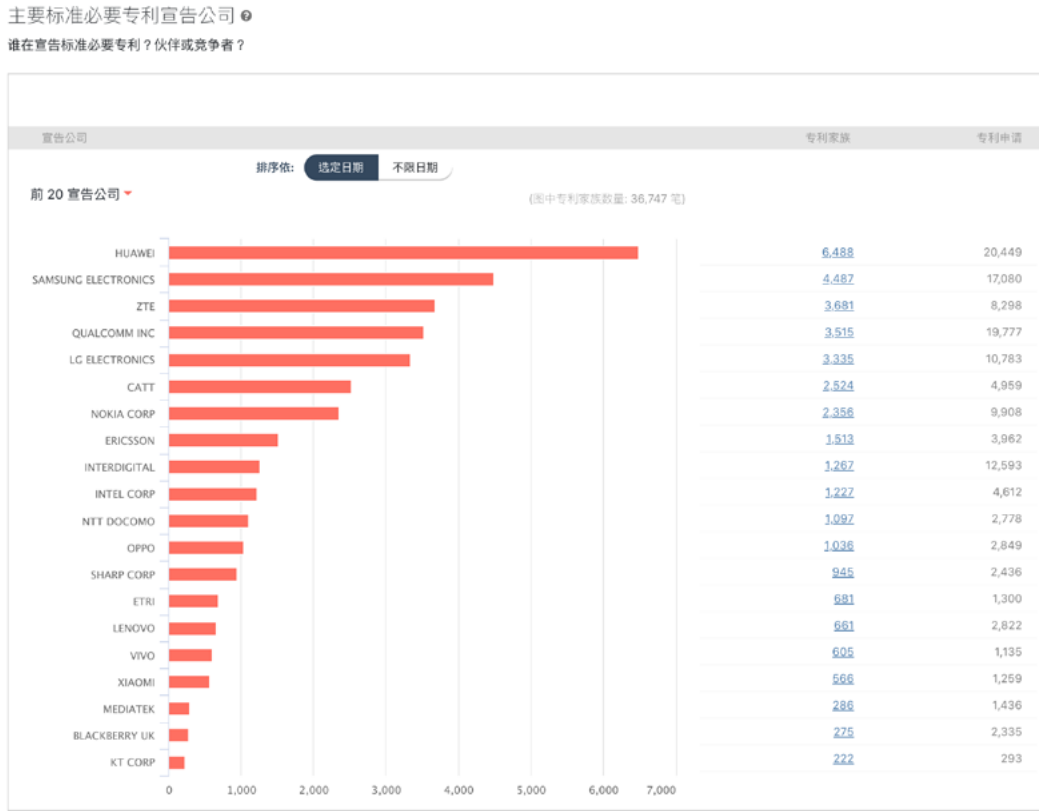 主要标准必要专利宣告公司 ?
谁在宣告标准必要专利？伙伴或竞争者？
宣告公司 专利家族 专利申请
排序依: 选定日期 不限日期
前 20 宣告公司
(图中专利家族数量: 36,747 笔)
HUAWEI 6,488 20,449
SAMSUNG ELECTRONICS 4,487 17,080
ZTE 3,681 8,298
QUALCOMM INC 3,515 19,777
LG ELECTRONICS 3,335 10,783
CATT 2,524 4,959
NOKIA CORP 2,356 9,908
ERICSSON 1,513 3,962
INTERDIGITAL 1,267 12,593
INTEL CORP 1,227 4,612
NTT DOCOMO 1,097 2,778
OPPO 1,036 2,849
SHARP CORP 945 2,436
ETRI 681 1,300
LENOVO 661 2,822
VIVO 605 1,135
XIAOMI 566 1,259
MEDIATEK 286 1,436
BLACKBERRY UK 275 2,335
KT CORP 222 293
0 1,000 2,000 3,000 4,000 5,000 6,000 7,000